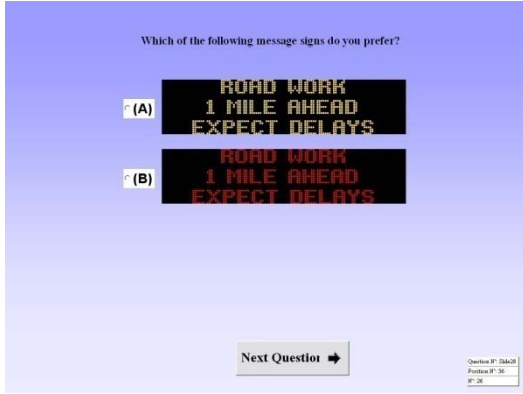 Which of the following message signs do you prefer?
(A)
ROAD WORK
1 MILE AHEAD
EXPECT DELAYS
(B)
ROAD WORK
1 MILE AHEAD
EXPECT DELAYS
Next Question
Question N°: Slide28
Position N°: 36
N°: 26